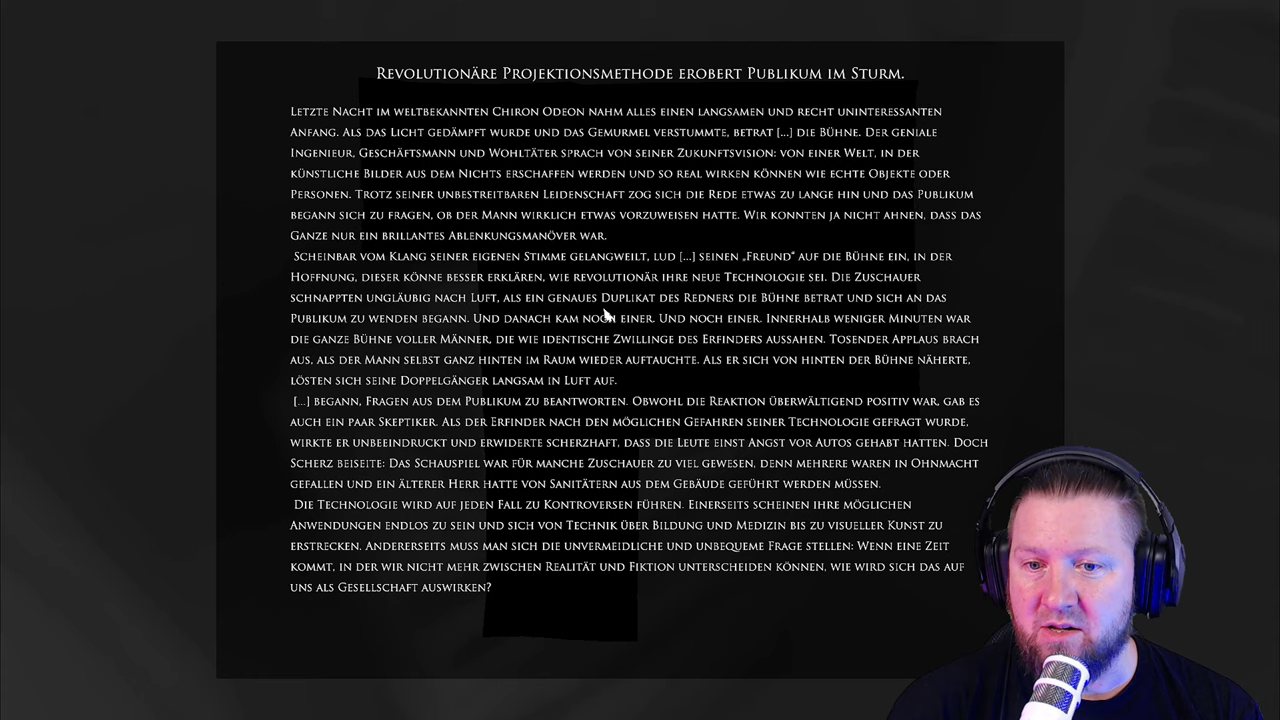 Revolutionäre Projektionsmethode erobert Publikum im Sturm.
Letzte Nacht im weltbekannten Chiron Odeon nahm alles einen langsamen und recht uninteressanten
Anfang. Als das Licht gedämpft wurde und das Gemurmel verstummte, betrat [...] die Bühne. Der geniale
Ingenieur, Geschäftsmann und Wohltäter sprach von seiner Zukunftsvision: von einer Welt, in der
künstliche Bilder aus dem Nichts erschaffen werden und so real wirken können wie echte Objekte oder
Personen. Trotz seiner unbestreitbaren Leidenschaft zog sich die Rede etwas zu lange hin und das Publikum
begann sich zu fragen, ob der Mann wirklich etwas vorzuweisen hatte. Wir konnten ja nicht ahnen, dass das
Ganze nur ein brillantes Ablenkungsmanöver war.
Scheinbar vom Klang seiner eigenen Stimme gelangweilt, lud [...] seinen „Freund“ auf die Bühne ein, in der
Hoffnung, dieser könne besser erklären, wie revolutionär ihre neue Technologie sei. Die Zuschauer
schnappten ungläubig nach Luft, als ein genaues Duplikat des Redners die Bühne betrat und sich an das
Publikum zu wenden begann. Und danach kam noch einer. Und noch einer. Innerhalb weniger Minuten war
die ganze Bühne voller Männer, die wie identische Zwillinge des Erfinders aussahen. Tosender Applaus brach
aus, als der Mann selbst ganz hinten im Raum wieder auftauchte. Als er sich von hinten der Bühne näherte,
lösten sich seine Doppelgänger langsam in Luft auf.
[...] begann, Fragen aus dem Publikum zu beantworten. Obwohl die Reaktion überwältigend positiv war, gab es
auch ein paar Skeptiker. Als der Erfinder nach den möglichen Gefahren seiner Technologie gefragt wurde,
wirkte er unbeeindruckt und erwiderte scherzhaft, dass die Leute einst Angst vor Autos gehabt hatten. Doch
Scherz beiseite: Das Schauspiel war für manche Zuschauer zu viel gewesen, denn mehrere waren in Ohnmacht
gefallen und ein älterer Herr hatte von Sanitätern aus dem Gebäude geführt werden müssen.
Die Technologie wird auf jeden Fall zu Kontroversen führen. Einerseits scheinen ihre möglichen
Anwendungen endlos zu sein und sich von Technik über Bildung und Medizin bis zu visueller Kunst zu
erstrecken. Andererseits muss man sich die unvermeidliche und unbequeme Frage stellen: Wenn eine Zeit
kommt, in der wir nicht mehr zwischen Realität und Fiktion unterscheiden können, wie wird sich das auf
uns als Gesellschaft auswirken?